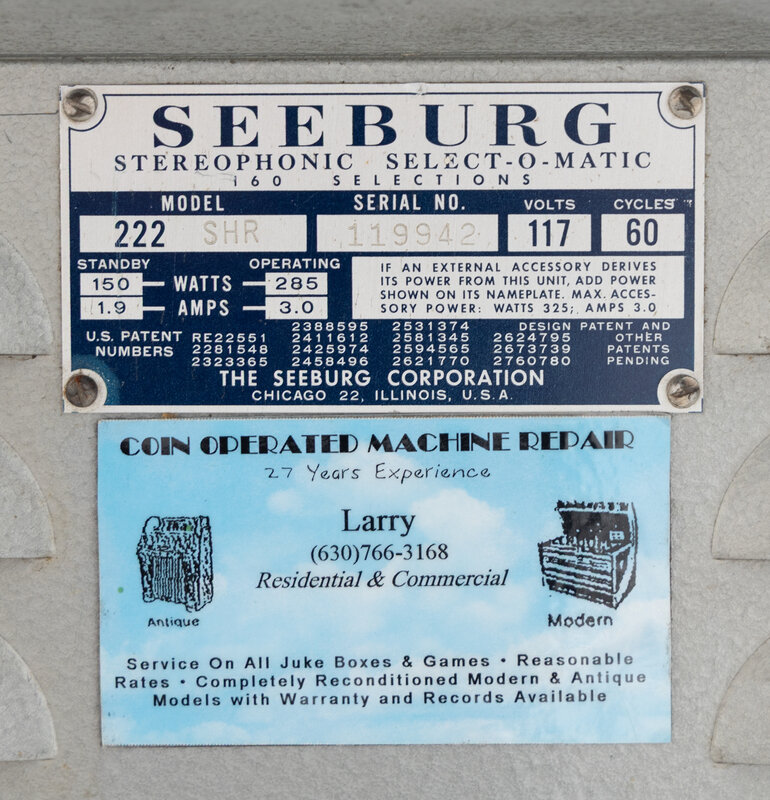 SEEBURG
STEREOPHONIC SELECT-O-MATIC
160 SELECTIONS
MODEL SERIAL NO. VOLTS CYCLES
222 SHR 119942 117 60
STANDBY OPERATING
150 WATTS 285
1.9 AMPS 3.0
IF AN EXTERNAL ACCESSORY DERIVES
ITS POWER FROM THIS UNIT, ADD POWER
SHOWN ON ITS NAMEPLATE. MAX. ACCES-
SORY POWER: WATTS 325; AMPS 3.0
U.S. PATENT NUMBERS
RE22551 2388595 2531374 DESIGN PATENT AND
2281548 2411612 2581345 2624795 OTHER
2323365 2425974 2594565 2673739 PATENTS
2458496 2621770 2760780 PENDING
THE SEEBURG CORPORATION
CHICAGO 22, ILLINOIS, U.S.A.
COIN OPERATED MACHINE REPAIR
27 Years Experience
Larry
(630)766-3168
Residential & Commercial
Antique Modern
Service On All Juke Boxes & Games • Reasonable
Rates • Completely Reconditioned Modern & Antique
Models with Warranty and Records Available